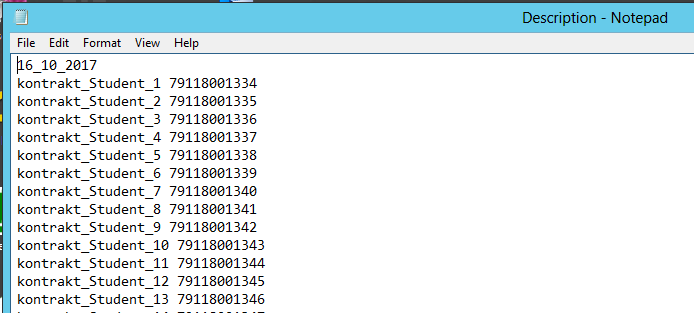 Description - Notepad
File Edit Format View Help
16_10_2017
kontrakt_Student_1 79118001334
kontrakt_Student_2 79118001335
kontrakt_Student_3 79118001336
kontrakt_Student_4 79118001337
kontrakt_Student_5 79118001338
kontrakt_Student_6 79118001339
kontrakt_Student_7 79118001340
kontrakt_Student_8 79118001341
kontrakt_Student_9 79118001342
kontrakt_Student_10 79118001343
kontrakt_Student_11 79118001344
kontrakt_Student_12 79118001345
kontrakt_Student_13 79118001346